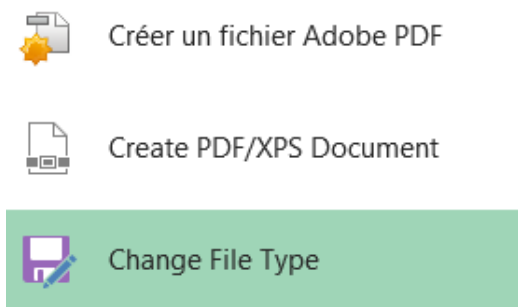 Créer un fichier Adobe PDF
Create PDF/XPS Document
Change File Type